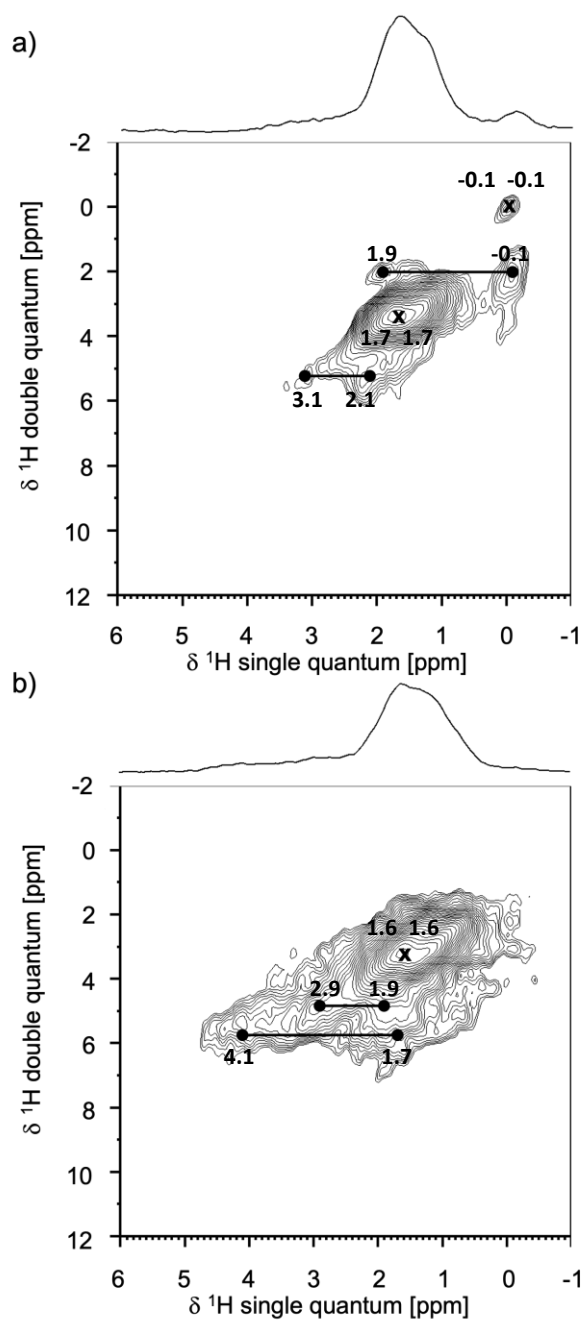 a)
-2
-0.1 -0.1
0
1.9 -0.1
2
1.7 1.7
4
3.1 2.1
6
8
10
12
6 5 4 3 2 1 0 -1
δ ¹H double quantum [ppm]
δ ¹H single quantum [ppm]
b)
-2
0
2
1.6 1.6
4
2.9 1.9
6
4.1 1.7
8
10
12
6 5 4 3 2 1 0 -1
δ ¹H double quantum [ppm]
δ ¹H single quantum [ppm]